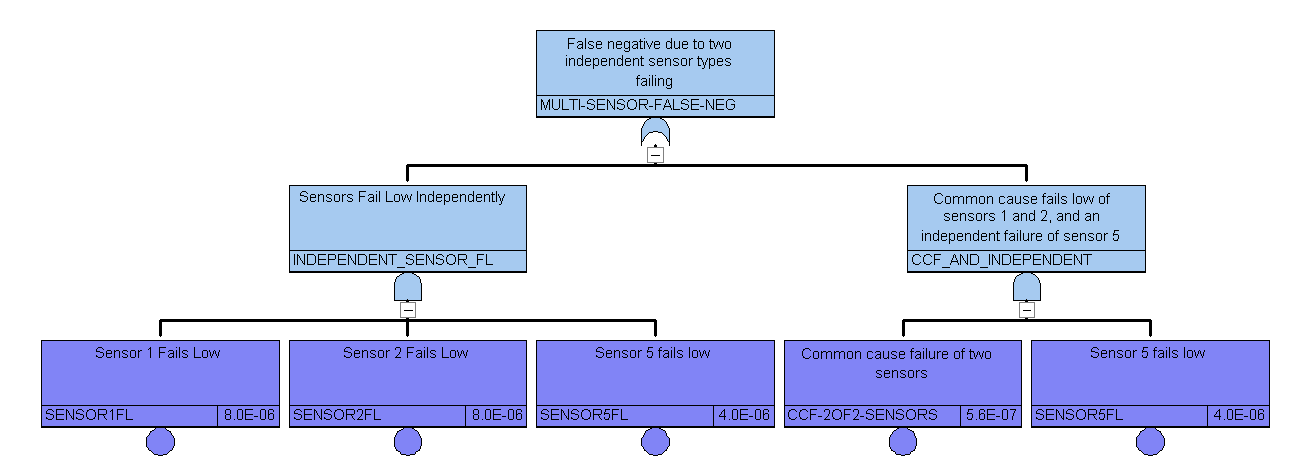 False negative due to two
independent sensor types
failing
MULTI-SENSOR-FALSE-NEG
Sensors Fail Low Independently
INDEPENDENT_SENSOR_FL
Common cause fails low of
sensors 1 and 2, and an
independent failure of sensor 5
CCF_AND_INDEPENDENT
Sensor 1 Fails Low
SENSOR1FL 8.0E-06
Sensor 2 Fails Low
SENSOR2FL 8.0E-06
Sensor 5 fails low
SENSOR5FL 4.0E-06
Common cause failure of two
sensors
CCF-2OF2-SENSORS 5.6E-07
Sensor 5 fails low
SENSOR5FL 4.0E-06